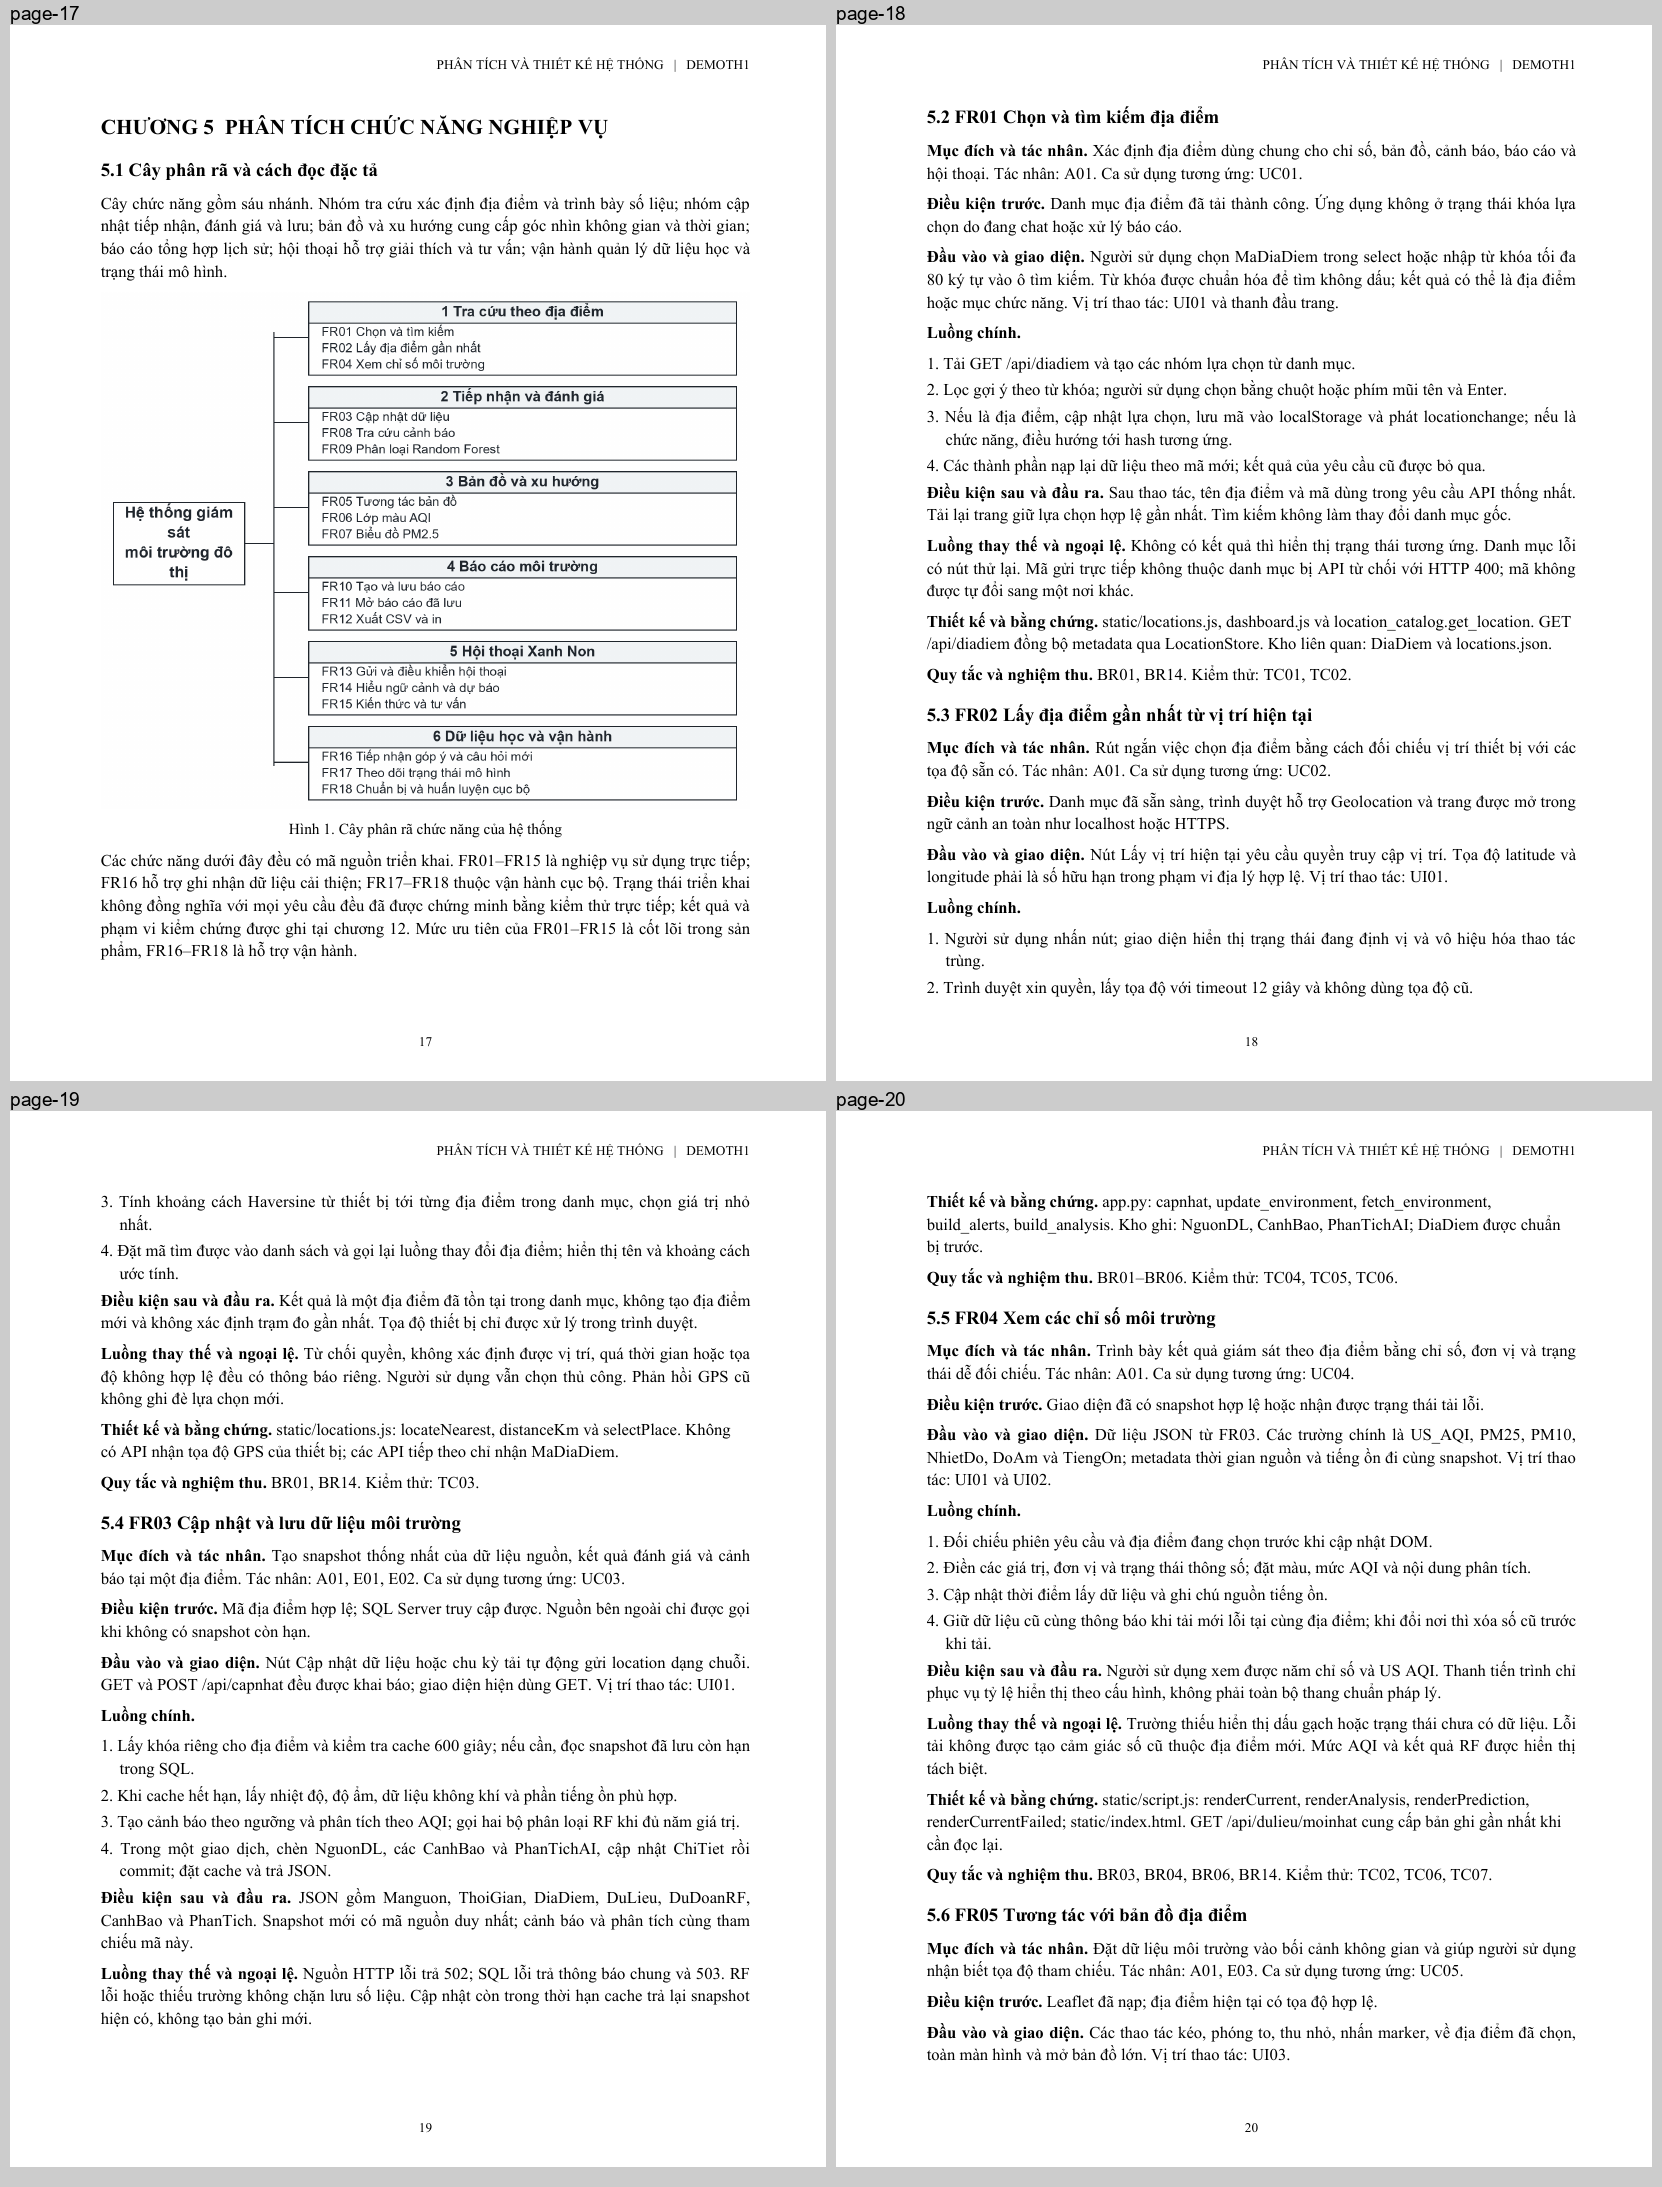 page-17
PHÂN TÍCH VÀ THIẾT KẾ HỆ THỐNG | DEMOTH1
CHƯƠNG 5 PHÂN TÍCH CHỨC NĂNG NGHIỆP VỤ
5.1 Cây phân rã và cách đọc đặc tả
Cây chức năng gồm sáu nhánh. Nhóm tra cứu xác định địa điểm và trình bày số liệu; nhóm cập
nhật tiếp nhận, đánh giá và lưu; bản đồ và xu hướng cung cấp góc nhìn không gian và thời gian;
báo cáo tổng hợp lịch sử; hội thoại hỗ trợ giải thích và tư vấn; vận hành quản lý dữ liệu học và
trạng thái mô hình.
Hệ thống giám
sát
môi trường đô
thị
1 Tra cứu theo địa điểm
FR01 Chọn và tìm kiếm
FR02 Lấy địa điểm gần nhất
FR04 Xem chỉ số môi trường
2 Tiếp nhận và đánh giá
FR03 Cập nhật dữ liệu
FR08 Tra cứu cảnh báo
FR09 Phân loại Random Forest
3 Bản đồ và xu hướng
FR05 Tương tác bản đồ
FR06 Lớp màu AQI
FR07 Biểu đồ PM2.5
4 Báo cáo môi trường
FR10 Tạo và lưu báo cáo
FR11 Mở báo cáo đã lưu
FR12 Xuất CSV và in
5 Hội thoại Xanh Non
FR13 Gửi và điều khiển hội thoại
FR14 Hiểu ngữ cảnh và dự báo
FR15 Kiến thức và tư vấn
6 Dữ liệu học và vận hành
FR16 Tiếp nhận góp ý và câu hỏi mới
FR17 Theo dõi trạng thái mô hình
FR18 Chuẩn bị và huấn luyện cục bộ
Hình 1. Cây phân rã chức năng của hệ thống
Các chức năng dưới đây đều có mã nguồn triển khai. FR01–FR15 là nghiệp vụ sử dụng trực tiếp;
FR16 hỗ trợ ghi nhận dữ liệu cải thiện; FR17–FR18 thuộc vận hành cục bộ. Trạng thái triển khai
không đồng nghĩa với mọi yêu cầu đều đã được chứng minh bằng kiểm thử trực tiếp; kết quả và
phạm vi kiểm chứng được ghi tại chương 12. Mức ưu tiên của FR01–FR15 là cốt lõi trong sản
phẩm, FR16–FR18 là hỗ trợ vận hành.
17
page-18
PHÂN TÍCH VÀ THIẾT KẾ HỆ THỐNG | DEMOTH1
5.2 FR01 Chọn và tìm kiếm địa điểm
Mục đích và tác nhân. Xác định địa điểm dùng chung cho chỉ số, bản đồ, cảnh báo, báo cáo và
hội thoại. Tác nhân: A01. Ca sử dụng tương ứng: UC01.
Điều kiện trước. Danh mục địa điểm đã tải thành công. Ứng dụng không ở trạng thái khóa lựa
chọn do đang chat hoặc xử lý báo cáo.
Đầu vào và giao diện. Người sử dụng chọn MaDiaDiem trong select hoặc nhập từ khóa tối đa
80 ký tự vào ô tìm kiếm. Từ khóa được chuẩn hóa để tìm không dấu; kết quả có thể là địa điểm
hoặc mục chức năng. Vị trí thao tác: UI01 và thanh đầu trang.
Luồng chính.
1. Tải GET /api/diadiem và tạo các nhóm lựa chọn từ danh mục.
2. Lọc gợi ý theo từ khóa; người sử dụng chọn bằng chuột hoặc phím mũi tên và Enter.
3. Nếu là địa điểm, cập nhật lựa chọn, lưu mã vào localStorage và phát locationchange; nếu là
chức năng, điều hướng tới hash tương ứng.
4. Các thành phần nạp lại dữ liệu theo mã mới; kết quả của yêu cầu cũ được bỏ qua.
Điều kiện sau và đầu ra. Sau thao tác, tên địa điểm và mã dùng trong yêu cầu API thống nhất.
Tải lại trang giữ lựa chọn hợp lệ gần nhất. Tìm kiếm không làm thay đổi danh mục gốc.
Luồng thay thế và ngoại lệ. Không có kết quả thì hiển thị trạng thái tương ứng. Danh mục lỗi
có nút thử lại. Mã gửi trực tiếp không thuộc danh mục bị API từ chối với HTTP 400; mã không
được tự đổi sang một nơi khác.
Thiết kế và bằng chứng. static/locations.js, dashboard.js và location_catalog.get_location. GET
/api/diadiem đồng bộ metadata qua LocationStore. Kho liên quan: DiaDiem và locations.json.
Quy tắc và nghiệm thu. BR01, BR14. Kiểm thử: TC01, TC02.
5.3 FR02 Lấy địa điểm gần nhất từ vị trí hiện tại
Mục đích và tác nhân. Rút ngắn việc chọn địa điểm bằng cách đối chiếu vị trí thiết bị với các
tọa độ sẵn có. Tác nhân: A01. Ca sử dụng tương ứng: UC02.
Điều kiện trước. Danh mục đã sẵn sàng, trình duyệt hỗ trợ Geolocation và trang được mở trong
ngữ cảnh an toàn như localhost hoặc HTTPS.
Đầu vào và giao diện. Nút Lấy vị trí hiện tại yêu cầu quyền truy cập vị trí. Tọa độ latitude và
longitude phải là số hữu hạn trong phạm vi địa lý hợp lệ. Vị trí thao tác: UI01.
Luồng chính.
1. Người sử dụng nhấn nút; giao diện hiển thị trạng thái đang định vị và vô hiệu hóa thao tác
trùng.
2. Trình duyệt xin quyền, lấy tọa độ với timeout 12 giây và không dùng tọa độ cũ.
18
page-19
PHÂN TÍCH VÀ THIẾT KẾ HỆ THỐNG | DEMOTH1
3. Tính khoảng cách Haversine từ thiết bị tới từng địa điểm trong danh mục, chọn giá trị nhỏ
nhất.
4. Đặt mã tìm được vào danh sách và gọi lại luồng thay đổi địa điểm; hiển thị tên và khoảng cách
ước tính.
Điều kiện sau và đầu ra. Kết quả là một địa điểm đã tồn tại trong danh mục, không tạo địa điểm
mới và không xác định trạm đo gần nhất. Tọa độ thiết bị chỉ được xử lý trong trình duyệt.
Luồng thay thế và ngoại lệ. Từ chối quyền, không xác định được vị trí, quá thời gian hoặc tọa
độ không hợp lệ đều có thông báo riêng. Người sử dụng vẫn chọn thủ công. Phản hồi GPS cũ
không ghi đè lựa chọn mới.
Thiết kế và bằng chứng. static/locations.js: locateNearest, distanceKm và selectPlace. Không
có API nhận tọa độ GPS của thiết bị; các API tiếp theo chỉ nhận MaDiaDiem.
Quy tắc và nghiệm thu. BR01, BR14. Kiểm thử: TC03.
5.4 FR03 Cập nhật và lưu dữ liệu môi trường
Mục đích và tác nhân. Tạo snapshot thống nhất của dữ liệu nguồn, kết quả đánh giá và cảnh
báo tại một địa điểm. Tác nhân: A01, E01, E02. Ca sử dụng tương ứng: UC03.
Điều kiện trước. Mã địa điểm hợp lệ; SQL Server truy cập được. Nguồn bên ngoài chỉ được gọi
khi không có snapshot còn hạn.
Đầu vào và giao diện. Nút Cập nhật dữ liệu hoặc chu kỳ tải tự động gửi location dạng chuỗi.
GET và POST /api/capnhat đều được khai báo; giao diện hiện dùng GET. Vị trí thao tác: UI01.
Luồng chính.
1. Lấy khóa riêng cho địa điểm và kiểm tra cache 600 giây; nếu cần, đọc snapshot đã lưu còn hạn
trong SQL.
2. Khi cache hết hạn, lấy nhiệt độ, độ ẩm, dữ liệu không khí và phần tiếng ồn phù hợp.
3. Tạo cảnh báo theo ngưỡng và phân tích theo AQI; gọi hai bộ phân loại RF khi đủ năm giá trị.
4. Trong một giao dịch, chèn NguonDL, các CanhBao và PhanTichAI, cập nhật ChiTiet rồi
commit; đặt cache và trả JSON.
Điều kiện sau và đầu ra. JSON gồm Manguon, ThoiGian, DiaDiem, DuLieu, DuDoanRF,
CanhBao và PhanTich. Snapshot mới có mã nguồn duy nhất; cảnh báo và phân tích cùng tham
chiếu mã này.
Luồng thay thế và ngoại lệ. Nguồn HTTP lỗi trả 502; SQL lỗi trả thông báo chung và 503. RF
lỗi hoặc thiếu trường không chặn lưu số liệu. Cập nhật còn trong thời hạn cache trả lại snapshot
hiện có, không tạo bản ghi mới.
19
page-20
PHÂN TÍCH VÀ THIẾT KẾ HỆ THỐNG | DEMOTH1
Thiết kế và bằng chứng. app.py: capnhat, update_environment, fetch_environment,
build_alerts, build_analysis. Kho ghi: NguonDL, CanhBao, PhanTichAI; DiaDiem được chuẩn
bị trước.
Quy tắc và nghiệm thu. BR01–BR06. Kiểm thử: TC04, TC05, TC06.
5.5 FR04 Xem các chỉ số môi trường
Mục đích và tác nhân. Trình bày kết quả giám sát theo địa điểm bằng chỉ số, đơn vị và trạng
thái dễ đối chiếu. Tác nhân: A01. Ca sử dụng tương ứng: UC04.
Điều kiện trước. Giao diện đã có snapshot hợp lệ hoặc nhận được trạng thái tải lỗi.
Đầu vào và giao diện. Dữ liệu JSON từ FR03. Các trường chính là US_AQI, PM25, PM10,
NhietDo, DoAm và TiengOn; metadata thời gian nguồn và tiếng ồn đi cùng snapshot. Vị trí thao
tác: UI01 và UI02.
Luồng chính.
1. Đối chiếu phiên yêu cầu và địa điểm đang chọn trước khi cập nhật DOM.
2. Điền các giá trị, đơn vị và trạng thái thông số; đặt màu, mức AQI và nội dung phân tích.
3. Cập nhật thời điểm lấy dữ liệu và ghi chú nguồn tiếng ồn.
4. Giữ dữ liệu cũ cùng thông báo khi tải mới lỗi tại cùng địa điểm; khi đổi nơi thì xóa số cũ trước
khi tải.
Điều kiện sau và đầu ra. Người sử dụng xem được năm chỉ số và US AQI. Thanh tiến trình chỉ
phục vụ tỷ lệ hiển thị theo cấu hình, không phải toàn bộ thang chuẩn pháp lý.
Luồng thay thế và ngoại lệ. Trường thiếu hiển thị dấu gạch hoặc trạng thái chưa có dữ liệu. Lỗi
tải không được tạo cảm giác số cũ thuộc địa điểm mới. Mức AQI và kết quả RF được hiển thị
tách biệt.
Thiết kế và bằng chứng. static/script.js: renderCurrent, renderAnalysis, renderPrediction,
renderCurrentFailed; static/index.html. GET /api/dulieu/moinhat cung cấp bản ghi gần nhất khi
cần đọc lại.
Quy tắc và nghiệm thu. BR03, BR04, BR06, BR14. Kiểm thử: TC02, TC06, TC07.
5.6 FR05 Tương tác với bản đồ địa điểm
Mục đích và tác nhân. Đặt dữ liệu môi trường vào bối cảnh không gian và giúp người sử dụng
nhận biết tọa độ tham chiếu. Tác nhân: A01, E03. Ca sử dụng tương ứng: UC05.
Điều kiện trước. Leaflet đã nạp; địa điểm hiện tại có tọa độ hợp lệ.
Đầu vào và giao diện. Các thao tác kéo, phóng to, thu nhỏ, nhấn marker, về địa điểm đã chọn,
toàn màn hình và mở bản đồ lớn. Vị trí thao tác: UI03.
20